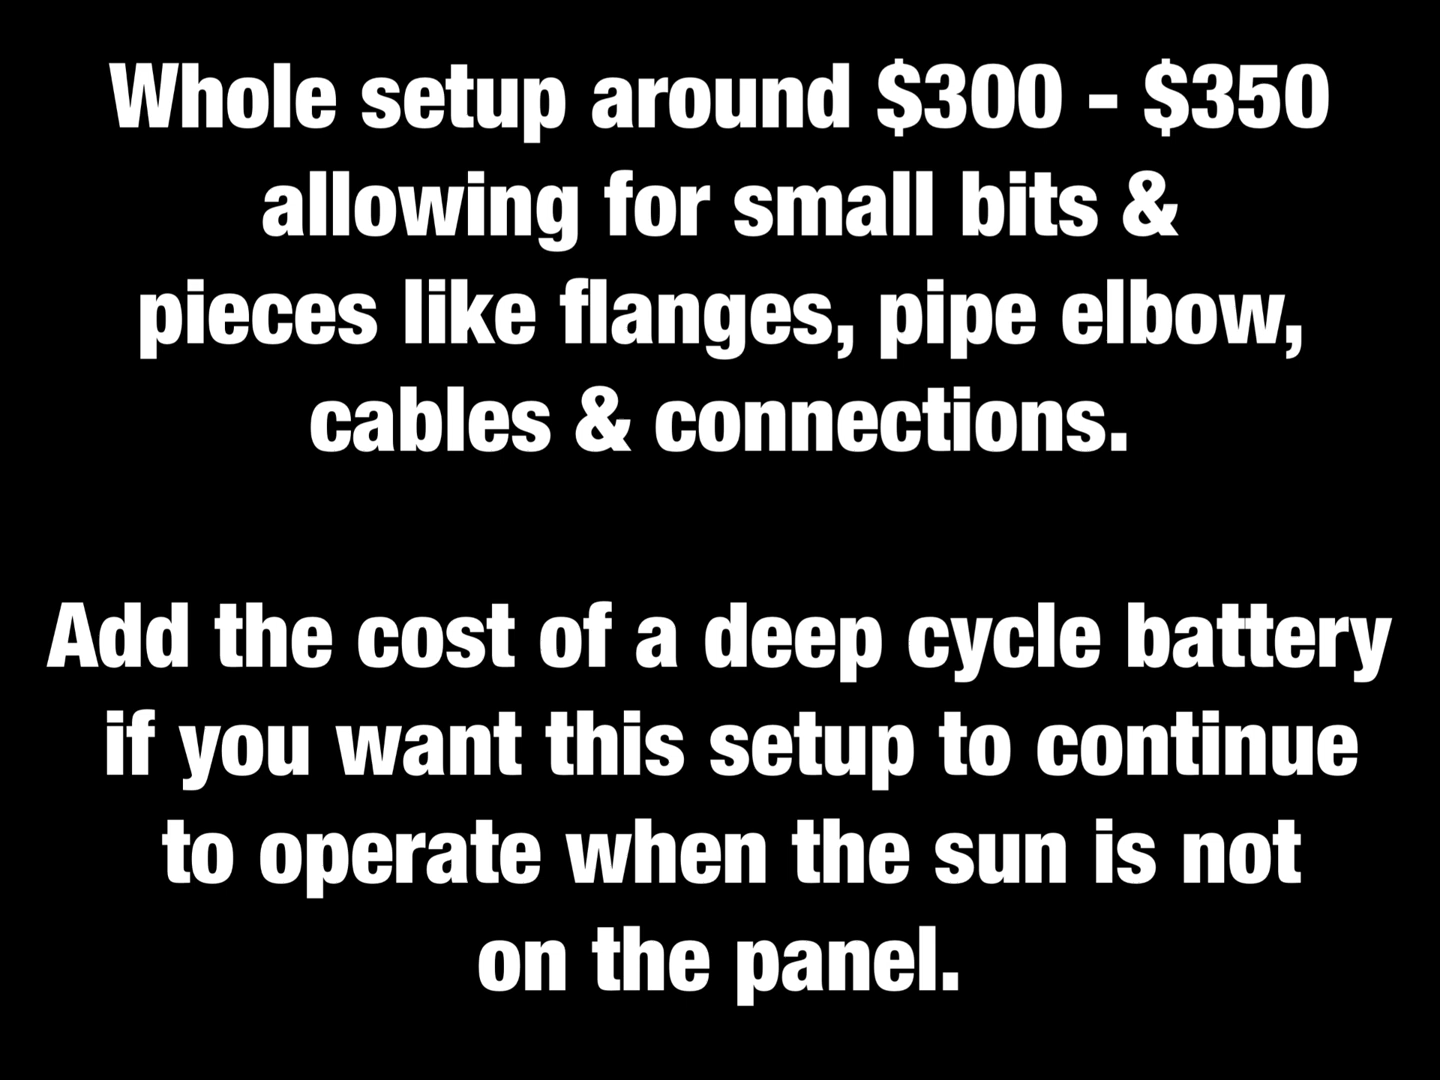 Whole setup around $300 - $350
allowing for small bits &
pieces like flanges, pipe elbow,
cables & connections.
Add the cost of a deep cycle battery
if you want this setup to continue
to operate when the sun is not
on the panel.